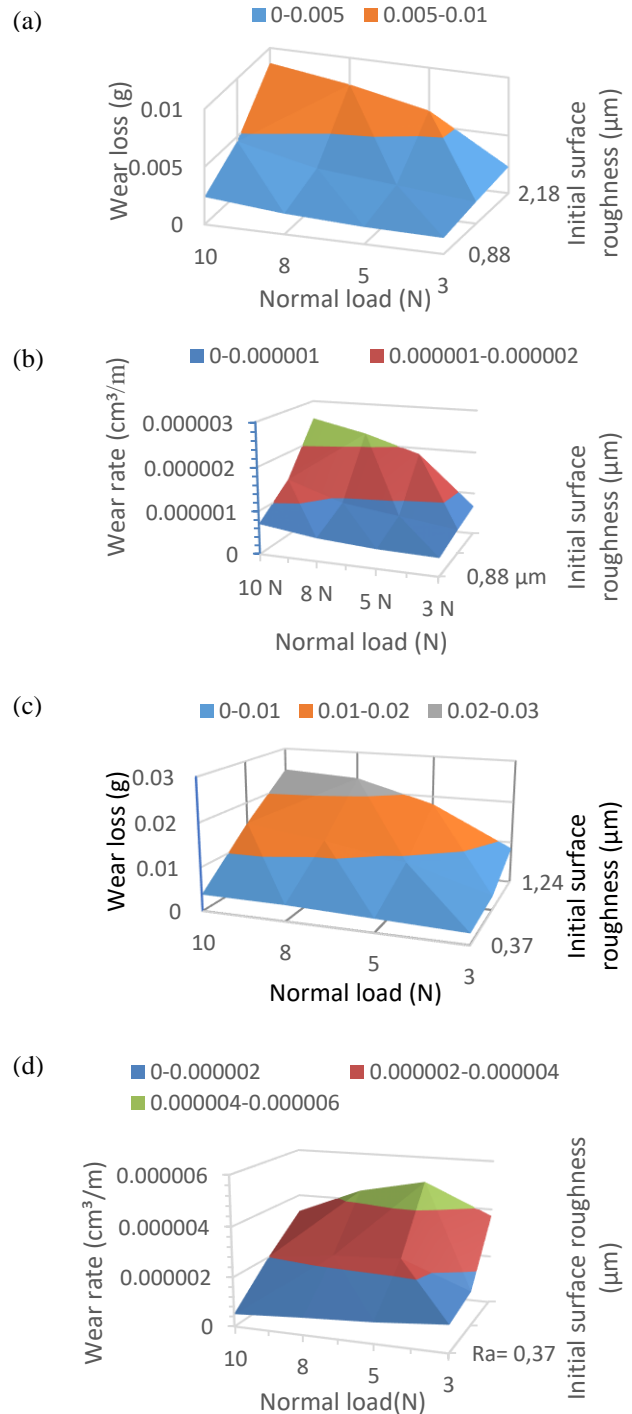 (a)
0-0.005 0.005-0.01
Wear loss (g)
0.01
0.005
0
10 8 5 3
Normal load (N)
0,88
2,18
Initial surface
roughness (µm)
(b)
0-0.000001 0.000001-0.000002
Wear rate (cm³/m)
0.000003
0.000002
0.000001
0
10 N 8 N 5 N 3 N
Normal load (N)
0,88 µm
Initial surface
roughness (µm)
(c)
0-0.01 0.01-0.02 0.02-0.03
Wear loss (g)
0.03
0.02
0.01
0
10 8 5 3
Normal load (N)
0,37
1,24
Initial surface
roughness (µm)
(d)
0-0.000002 0.000002-0.000004
0.000004-0.000006
Wear rate (cm³/m)
0.000006
0.000004
0.000002
0
10 8 5 3
Normal load(N)
Ra= 0,37
Initial surface roughness
(µm)